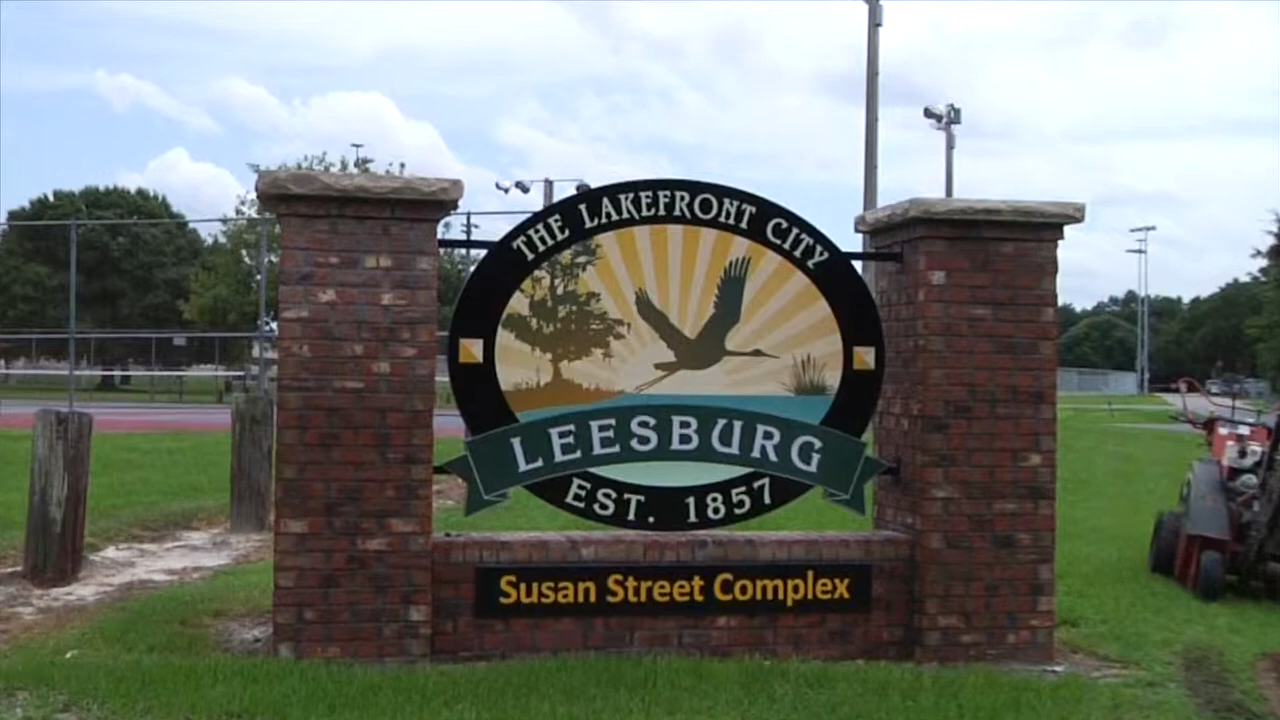 THE LAKEFRONT CITY
LEESBURG
EST. 1857
Susan Street Complex